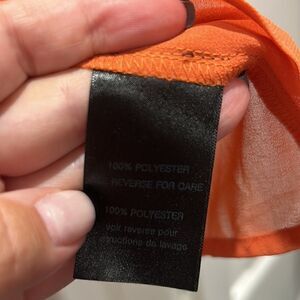 100% POLYESTER
REVERSE FOR CARE
100% POLYESTER
voir reverse pour
instructions de lavage